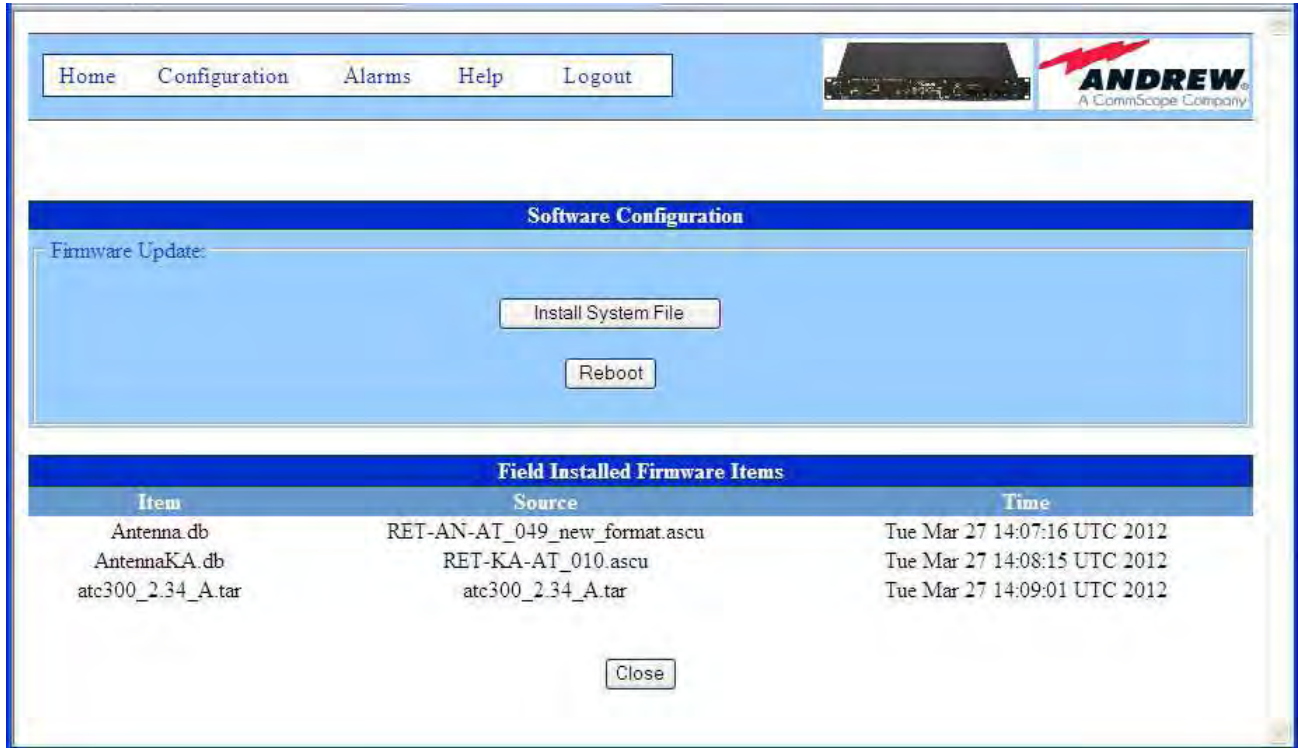 Home Configuration Alarms Help Logout
ANDREW®
A CommScope Company
Software Configuration
Firmware Update:
Install System File
Reboot
Field Installed Firmware Items
Item Source Time
Antenna.db RET-AN-AT_049_new_format.ascu Tue Mar 27 14:07:16 UTC 2012
AntennaKA.db RET-KA-AT_010.ascu Tue Mar 27 14:08:15 UTC 2012
atc300_2.34_A.tar atc300_2.34_A.tar Tue Mar 27 14:09:01 UTC 2012
Close